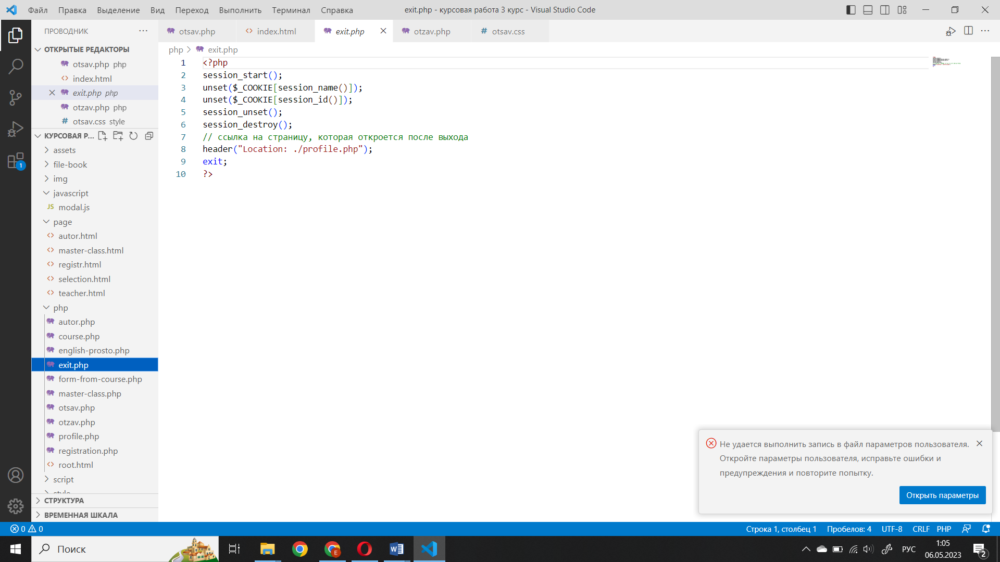 Файл Правка Выделение Вид Переход Выполнить Терминал Справка
exit.php - курсовая работа 3 курс - Visual Studio Code
ПРОВОДНИК
ОТКРЫТЫЕ РЕДАКТОРЫ
otsav.php php
index.html
exit.php php
otzav.php php
otsav.css style
КУРСОВАЯ Р...
assets
file-book
img
javascript
JS modal.js
page
autor.html
master-class.html
registr.html
selection.html
teacher.html
php
autor.php
course.php
english-prosto.php
exit.php
form-from-course.php
master-class.php
otsav.php
otzav.php
profile.php
registration.php
root.html
script
style
СТРУКТУРА
ВРЕМЕННАЯ ШКАЛА
1
otsav.php index.html exit.php otzav.php # otsav.css
php > exit.php
1 <?php
2 session_start();
3 unset($_COOKIE[session_name()]);
4 unset($_COOKIE[session_id()]);
5 session_unset();
6 session_destroy();
7 // ссылка на страницу, которая откроется после выхода
8 header("Location: ./profile.php");
9 exit;
10 ?>
Не удается выполнить запись в файл параметров пользователя.
Откройте параметры пользователя, исправьте ошибки и
предупреждения и повторите попытку.
Открыть параметры
0 0
Строка 1, столбец 1 Пробелов: 4 UTF-8 CRLF PHP
Поиск
РУС
1:05
06.05.2023
2